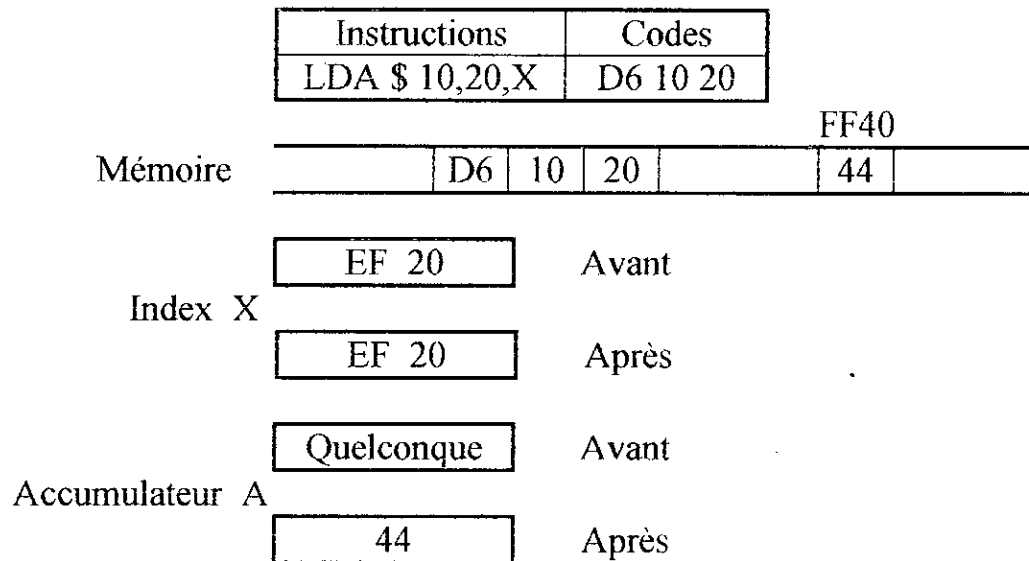 Instructions Codes
LDA $ 10,20,X D6 10 20
FF40
Mémoire D6 10 20 44
EF 20 Avant
Index X
EF 20 Après
Quelconque Avant
Accumulateur A
44 Après